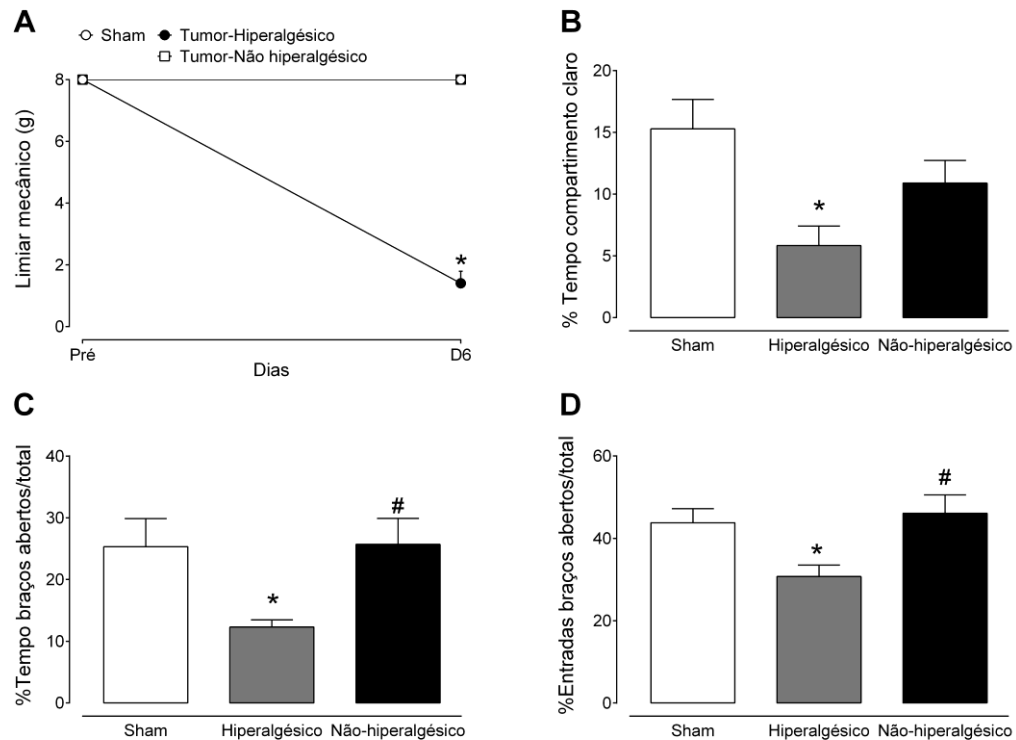 A
Sham Tumor-Hiperalgésico
Tumor-Não hiperalgésico
Limiar mecânico (g)
8
6
4
2
0
*
Pré D6
Dias
B
% Tempo compartimento claro
20
15
10
5
0
*
Sham Hiperalgésico Não-hiperalgésico
C
%Tempo braços abertos/total
40
30
20
10
0
*
#
Sham Hiperalgésico Não-hiperalgésico
D
%Entradas braços abertos/total
60
40
20
0
*
#
Sham Hiperalgésico Não-hiperalgésico